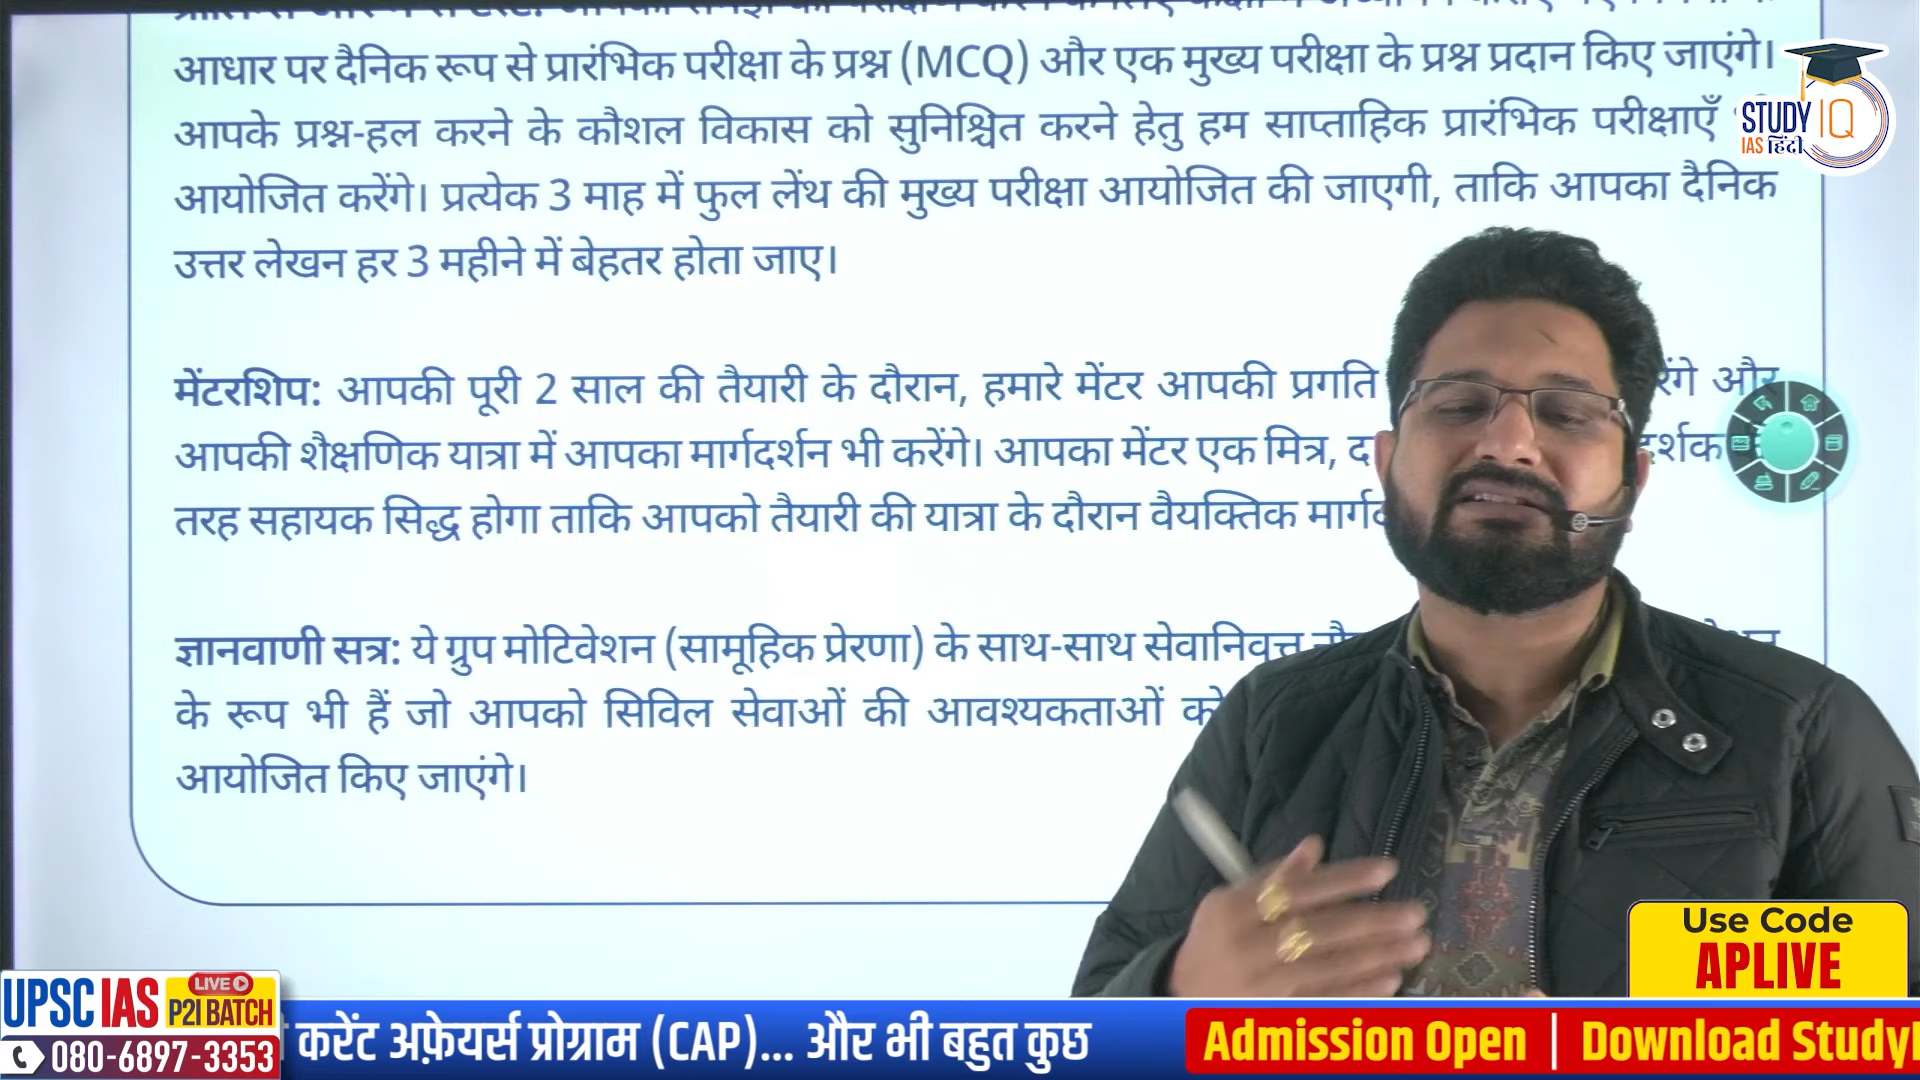 आधार पर दैनिक रूप से प्रारंभिक परीक्षा के प्रश्न (MCQ) और एक मुख्य परीक्षा के प्रश्न प्रदान किए जाएंगे।
आपके प्रश्न-हल करने के कौशल विकास को सुनिश्चित करने हेतु हम साप्ताहिक प्रारंभिक परीक्षाएँ
आयोजित करेंगे। प्रत्येक 3 माह में फुल लेंथ की मुख्य परीक्षा आयोजित की जाएगी, ताकि आपका दैनिक
उत्तर लेखन हर 3 महीने में बेहतर होता जाए।
मेंटरशिप: आपकी पूरी 2 साल की तैयारी के दौरान, हमारे मेंटर आपकी प्रगति और
आपकी शैक्षणिक यात्रा में आपका मार्गदर्शन भी करेंगे। आपका मेंटर एक मित्र,
तरह सहायक सिद्ध होगा ताकि आपको तैयारी की यात्रा के दौरान वैयक्तिक
ज्ञानवाणी सत्र: ये ग्रुप मोटिवेशन (सामूहिक प्रेरणा) के साथ-साथ सेवानिवृत्त
के रूप भी हैं जो आपको सिविल सेवाओं की आवश्यकताओं को
आयोजित किए जाएंगे।
STUDY IQ
IAS हिंदी
Use Code
APLIVE
UPSC IAS LIVE P2I BATCH
080-6897-3353
करेंट अफ़ेयर्स प्रोग्राम (CAP)... और भी बहुत कुछ
Admission Open | Download StudyI